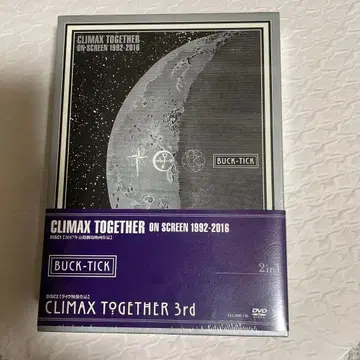 CLIMAX TOGETHER
ON SCREEN 1992-2016
BUCK-TICK
CLIMAX TOGETHER ON SCREEN 1992-2016
BUCK-TICK
2in1
CLIMAX TOGETHER 3rd
DVD